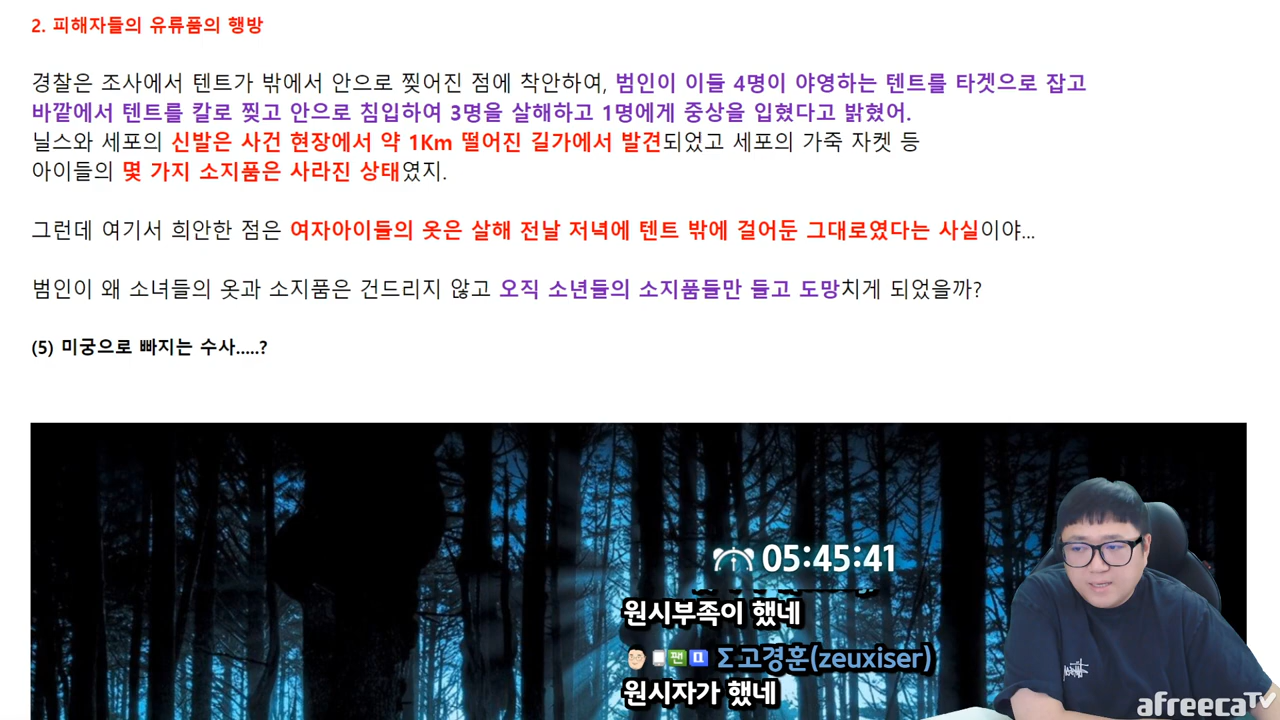 2. 피해자들의 유류품의 행방
경찰은 조사에서 텐트가 밖에서 안으로 찢어진 점에 착안하여, 범인이 이들 4명이 야영하는 텐트를 타겟으로 잡고
바깥에서 텐트를 칼로 찢고 안으로 침입하여 3명을 살해하고 1명에게 중상을 입혔다고 밝혔어.
닐스와 세포의 신발은 사건 현장에서 약 1Km 떨어진 길가에서 발견되었고 세포의 가죽 자켓 등
아이들의 몇 가지 소지품은 사라진 상태였지.
그런데 여기서 희안한 점은 여자아이들의 옷은 살해 전날 저녁에 텐트 밖에 걸어둔 그대로였다는 사실이야...
범인이 왜 소녀들의 옷과 소지품은 건드리지 않고 오직 소년들의 소지품들만 들고 도망치게 되었을까?
(5) 미궁으로 빠지는 수사.....?
05:45:41
원시부족이 했네
팬 Σ고경훈(zeuxiser)
원시자가 했네
afreecaTV